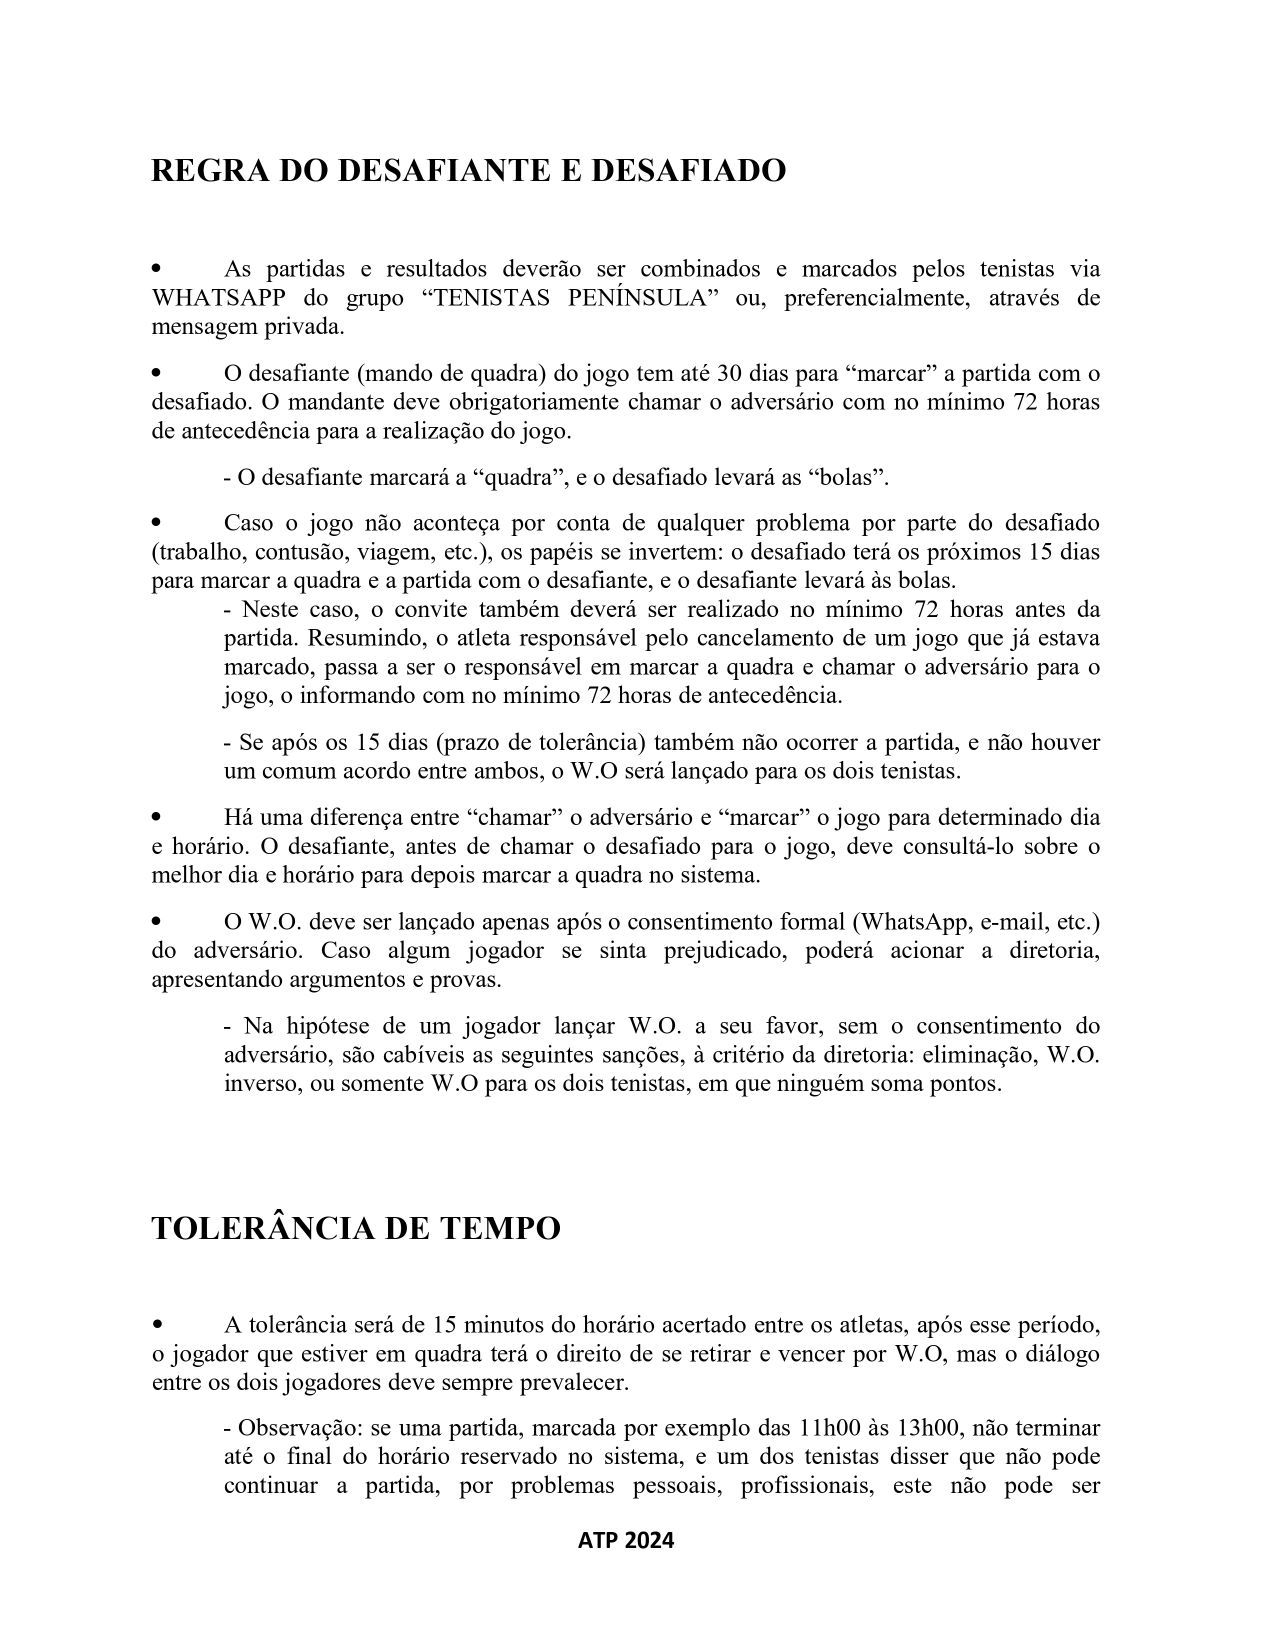 REGRA DO DESAFIANTE E DESAFIADO
• As partidas e resultados deverão ser combinados e marcados pelos tenistas via
WHATSAPP do grupo “TENISTAS PENÍNSULA” ou, preferencialmente, através de
mensagem privada.
• O desafiante (mando de quadra) do jogo tem até 30 dias para “marcar” a partida com o
desafiado. O mandante deve obrigatoriamente chamar o adversário com no mínimo 72 horas
de antecedência para a realização do jogo.
- O desafiante marcará a “quadra”, e o desafiado levará as “bolas”.
• Caso o jogo não aconteça por conta de qualquer problema por parte do desafiado
(trabalho, contusão, viagem, etc.), os papéis se invertem: o desafiado terá os próximos 15 dias
para marcar a quadra e a partida com o desafiante, e o desafiante levará às bolas.
- Neste caso, o convite também deverá ser realizado no mínimo 72 horas antes da
partida. Resumindo, o atleta responsável pelo cancelamento de um jogo que já estava
marcado, passa a ser o responsável em marcar a quadra e chamar o adversário para o
jogo, o informando com no mínimo 72 horas de antecedência.
- Se após os 15 dias (prazo de tolerância) também não ocorrer a partida, e não houver
um comum acordo entre ambos, o W.O será lançado para os dois tenistas.
• Há uma diferença entre “chamar” o adversário e “marcar” o jogo para determinado dia
e horário. O desafiante, antes de chamar o desafiado para o jogo, deve consultá-lo sobre o
melhor dia e horário para depois marcar a quadra no sistema.
• O W.O. deve ser lançado apenas após o consentimento formal (WhatsApp, e-mail, etc.)
do adversário. Caso algum jogador se sinta prejudicado, poderá acionar a diretoria,
apresentando argumentos e provas.
- Na hipótese de um jogador lançar W.O. a seu favor, sem o consentimento do
adversário, são cabíveis as seguintes sanções, à critério da diretoria: eliminação, W.O.
inverso, ou somente W.O para os dois tenistas, em que ninguém soma pontos.
TOLERÂNCIA DE TEMPO
• A tolerância será de 15 minutos do horário acertado entre os atletas, após esse período,
o jogador que estiver em quadra terá o direito de se retirar e vencer por W.O, mas o diálogo
entre os dois jogadores deve sempre prevalecer.
- Observação: se uma partida, marcada por exemplo das 11h00 às 13h00, não terminar
até o final do horário reservado no sistema, e um dos tenistas disser que não pode
continuar a partida, por problemas pessoais, profissionais, este não pode ser
ATP 2024